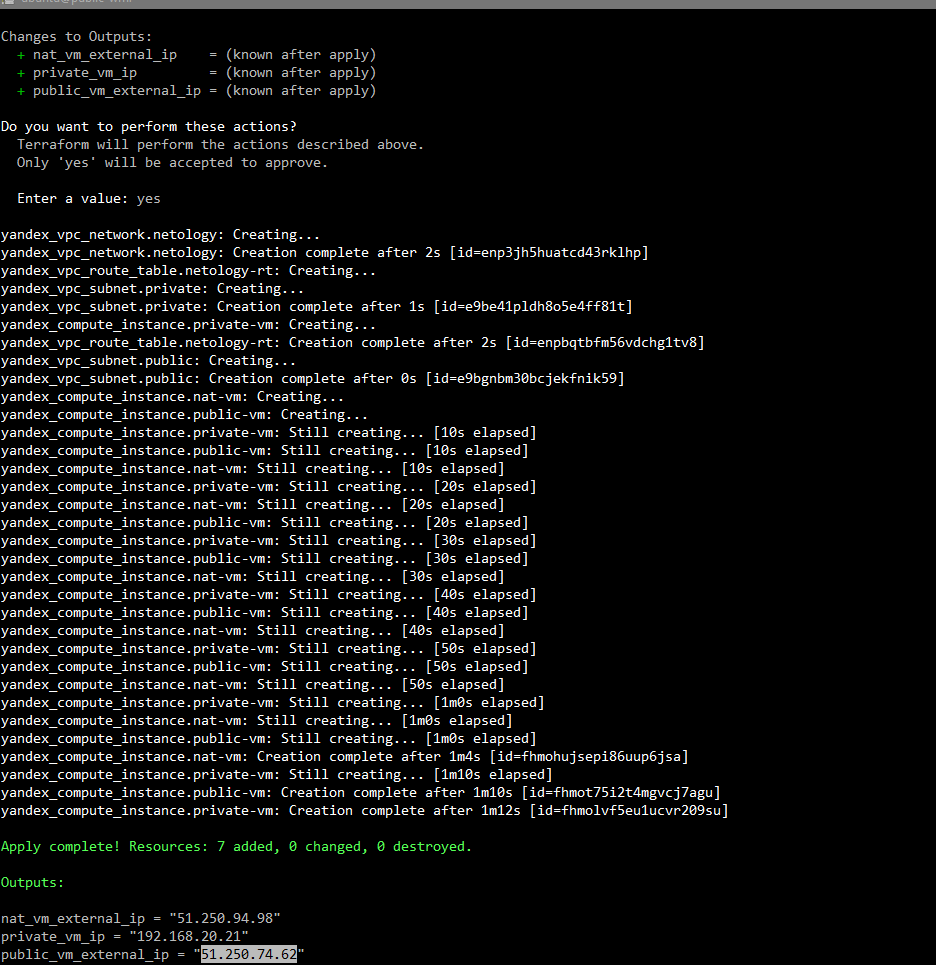 Changes to Outputs:
  + nat_vm_external_ip    = (known after apply)
  + private_vm_ip         = (known after apply)
  + public_vm_external_ip = (known after apply)

Do you want to perform these actions?
  Terraform will perform the actions described above.
  Only 'yes' will be accepted to approve.

  Enter a value: yes

yandex_vpc_network.netology: Creating...
yandex_vpc_network.netology: Creation complete after 2s [id=enp3jh5huatcd43rklhp]
yandex_vpc_route_table.netology-rt: Creating...
yandex_vpc_subnet.private: Creating...
yandex_vpc_subnet.private: Creation complete after 1s [id=e9be41pldh8o5e4ff81t]
yandex_compute_instance.private-vm: Creating...
yandex_vpc_route_table.netology-rt: Creation complete after 2s [id=enpbqtbfm56vdchg1tv8]
yandex_vpc_subnet.public: Creating...
yandex_vpc_subnet.public: Creation complete after 0s [id=e9bgnbm30bcjekfnik59]
yandex_compute_instance.nat-vm: Creating...
yandex_compute_instance.public-vm: Creating...
yandex_compute_instance.private-vm: Still creating... [10s elapsed]
yandex_compute_instance.public-vm: Still creating... [10s elapsed]
yandex_compute_instance.nat-vm: Still creating... [10s elapsed]
yandex_compute_instance.private-vm: Still creating... [20s elapsed]
yandex_compute_instance.nat-vm: Still creating... [20s elapsed]
yandex_compute_instance.public-vm: Still creating... [20s elapsed]
yandex_compute_instance.private-vm: Still creating... [30s elapsed]
yandex_compute_instance.public-vm: Still creating... [30s elapsed]
yandex_compute_instance.nat-vm: Still creating... [30s elapsed]
yandex_compute_instance.private-vm: Still creating... [40s elapsed]
yandex_compute_instance.public-vm: Still creating... [40s elapsed]
yandex_compute_instance.nat-vm: Still creating... [40s elapsed]
yandex_compute_instance.private-vm: Still creating... [50s elapsed]
yandex_compute_instance.public-vm: Still creating... [50s elapsed]
yandex_compute_instance.nat-vm: Still creating... [50s elapsed]
yandex_compute_instance.private-vm: Still creating... [1m0s elapsed]
yandex_compute_instance.nat-vm: Still creating... [1m0s elapsed]
yandex_compute_instance.public-vm: Still creating... [1m0s elapsed]
yandex_compute_instance.nat-vm: Creation complete after 1m4s [id=fhmohujsepi86uup6jsa]
yandex_compute_instance.private-vm: Still creating... [1m10s elapsed]
yandex_compute_instance.public-vm: Creation complete after 1m10s [id=fhmot75i2t4mgvcj7agu]
yandex_compute_instance.private-vm: Creation complete after 1m12s [id=fhmolvf5eu1ucvr209su]

Apply complete! Resources: 7 added, 0 changed, 0 destroyed.

Outputs:

nat_vm_external_ip = "51.250.94.98"
private_vm_ip = "192.168.20.21"
public_vm_external_ip = "51.250.74.62"